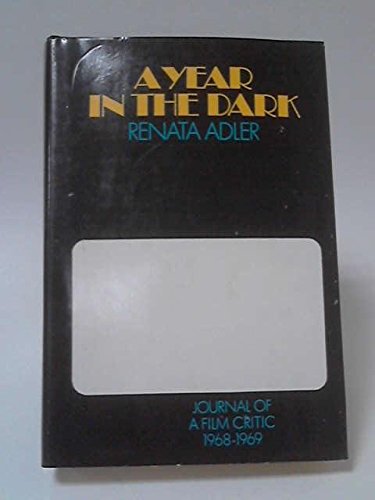 A YEAR
IN THE DARK
RENATA ADLER
JOURNAL OF
A FILM CRITIC
1968-1969